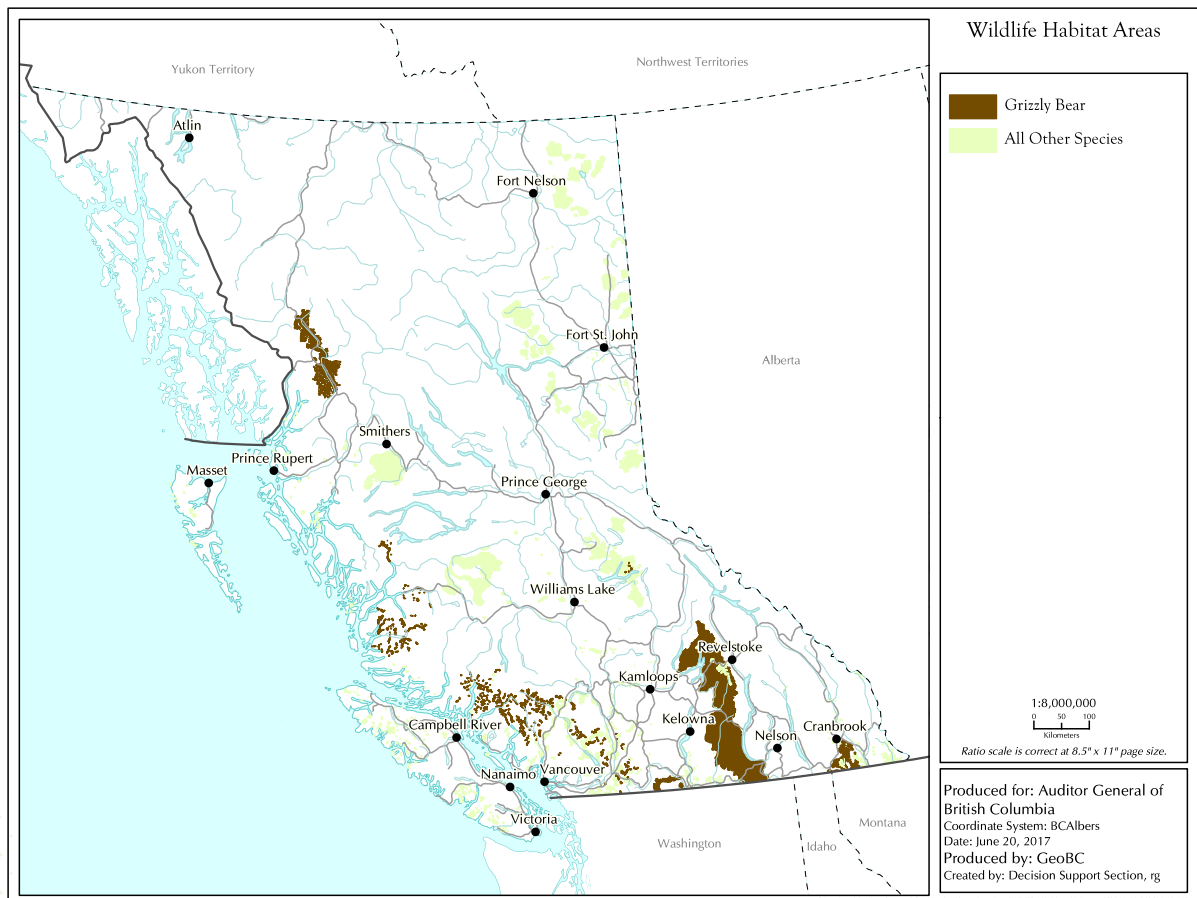 Wildlife Habitat Areas
Yukon Territory
Northwest Territories
Grizzly Bear
All Other Species
Atlin
Fort Nelson
Fort St. John
Alberta
Smithers
Prince Rupert
Masset
Prince George
Williams Lake
Revelstoke
Kamloops
Kelowna
Campbell River
Cranbrook
Nelson
Nanaimo
Vancouver
Victoria
Washington
Idaho
Montana
1:8,000,000
0 50 100
Kilometers
Ratio scale is correct at 8.5" x 11" page size.
Produced for: Auditor General of
British Columbia
Coordinate System: BCAlbers
Date: June 20, 2017
Produced by: GeoBC
Created by: Decision Support Section, rg